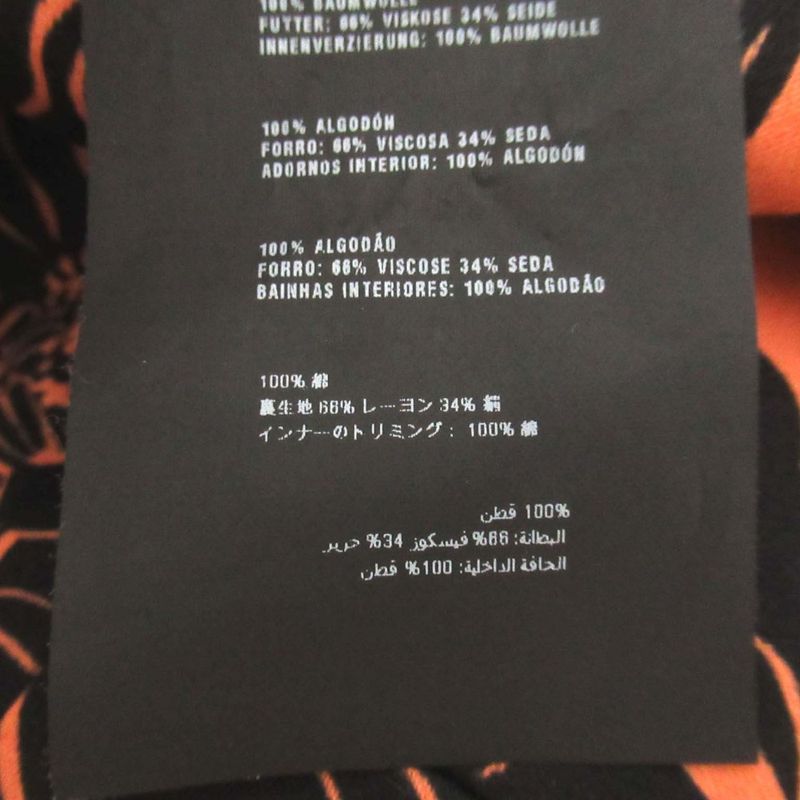 100% BAUMWOLLE
FUTTER: 66% VISKOSE 34% SEIDE
INNENVERZIERUNG: 100% BAUMWOLLE
100% ALGODÓN
FORRO: 66% VISCOSA 34% SEDA
ADORNOS INTERIOR: 100% ALGODÓN
100% ALGODÃO
FORRO: 66% VISCOSE 34% SEDA
BAINHAS INTERIORES: 100% ALGODÃO
100% 綿
裏生地 66% レーヨン 34% 絹
インナーのトリミング: 100% 綿
100% قطن
البطانة: 66% فيسكوز 34% حرير
الحافة الداخلية: 100% قطن